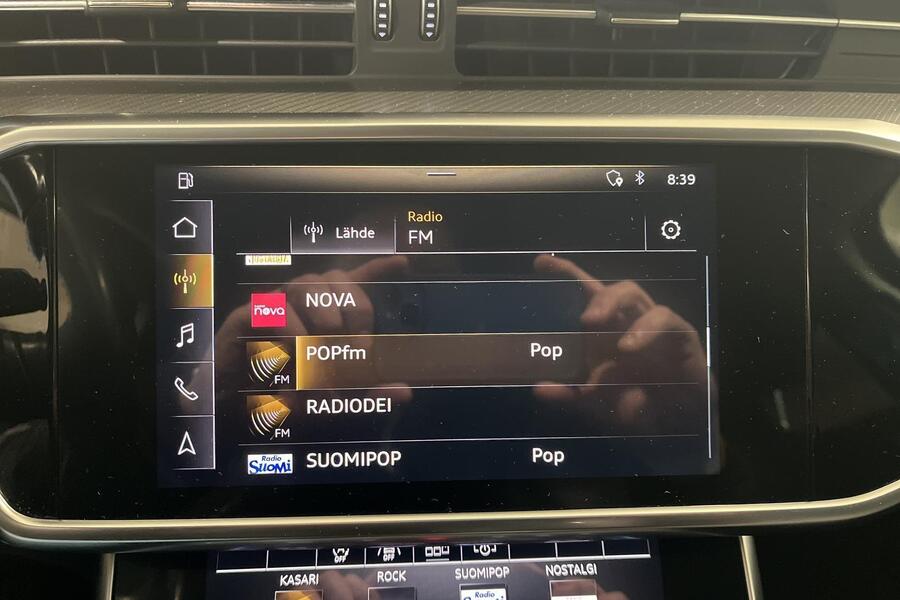 8:39
Lähde
Radio
FM
NOVA
nova
POPfm
Pop
FM
RADIODEI
FM
SUOMIPOP
Pop
Radio
SuoMi
OFF
OFF
KASARI
ROCK
SUOMIPOP
NOSTALGI
Radio